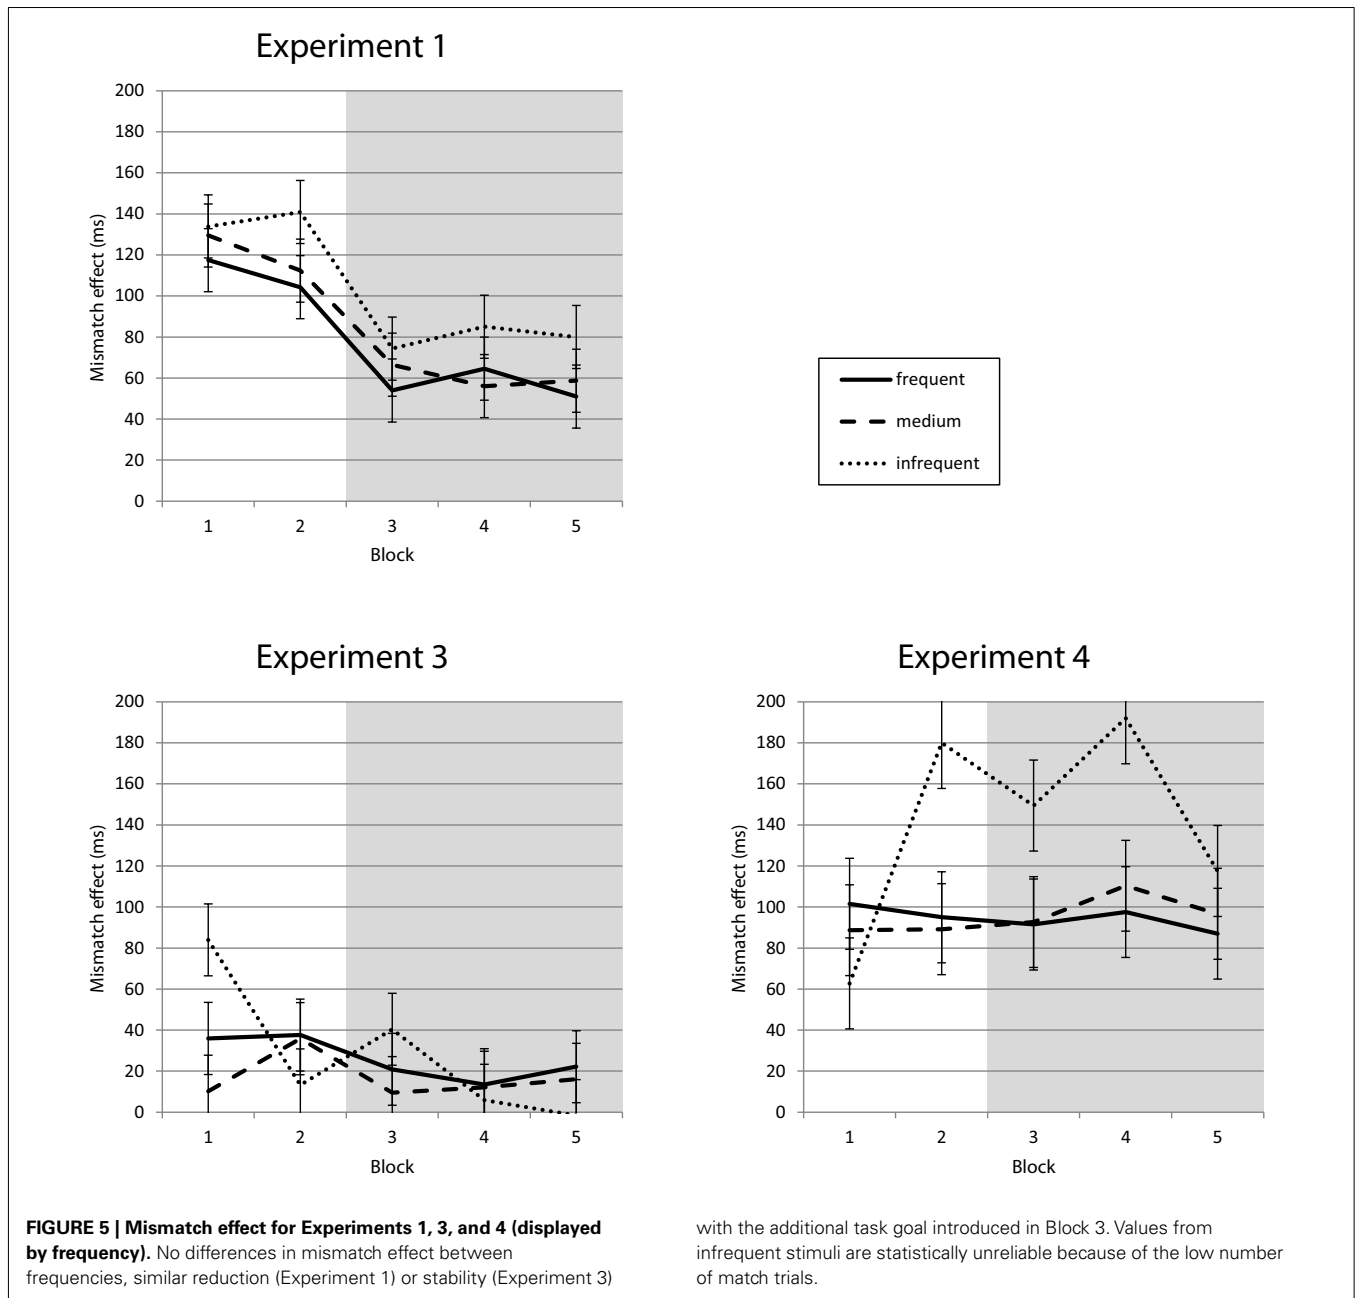 Experiment 1
200
180
160
140
120
100
80
60
40
20
0
Mismatch effect (ms)
1 2 3 4 5
Block
frequent
medium
infrequent
Experiment 3
200
180
160
140
120
100
80
60
40
20
0
Mismatch effect (ms)
1 2 3 4 5
Block
Experiment 4
200
180
160
140
120
100
80
60
40
20
0
Mismatch effect (ms)
1 2 3 4 5
Block
FIGURE 5 | Mismatch effect for Experiments 1, 3, and 4 (displayed
by frequency). No differences in mismatch effect between
frequencies, similar reduction (Experiment 1) or stability (Experiment 3)
with the additional task goal introduced in Block 3. Values from
infrequent stimuli are statistically unreliable because of the low number
of match trials.